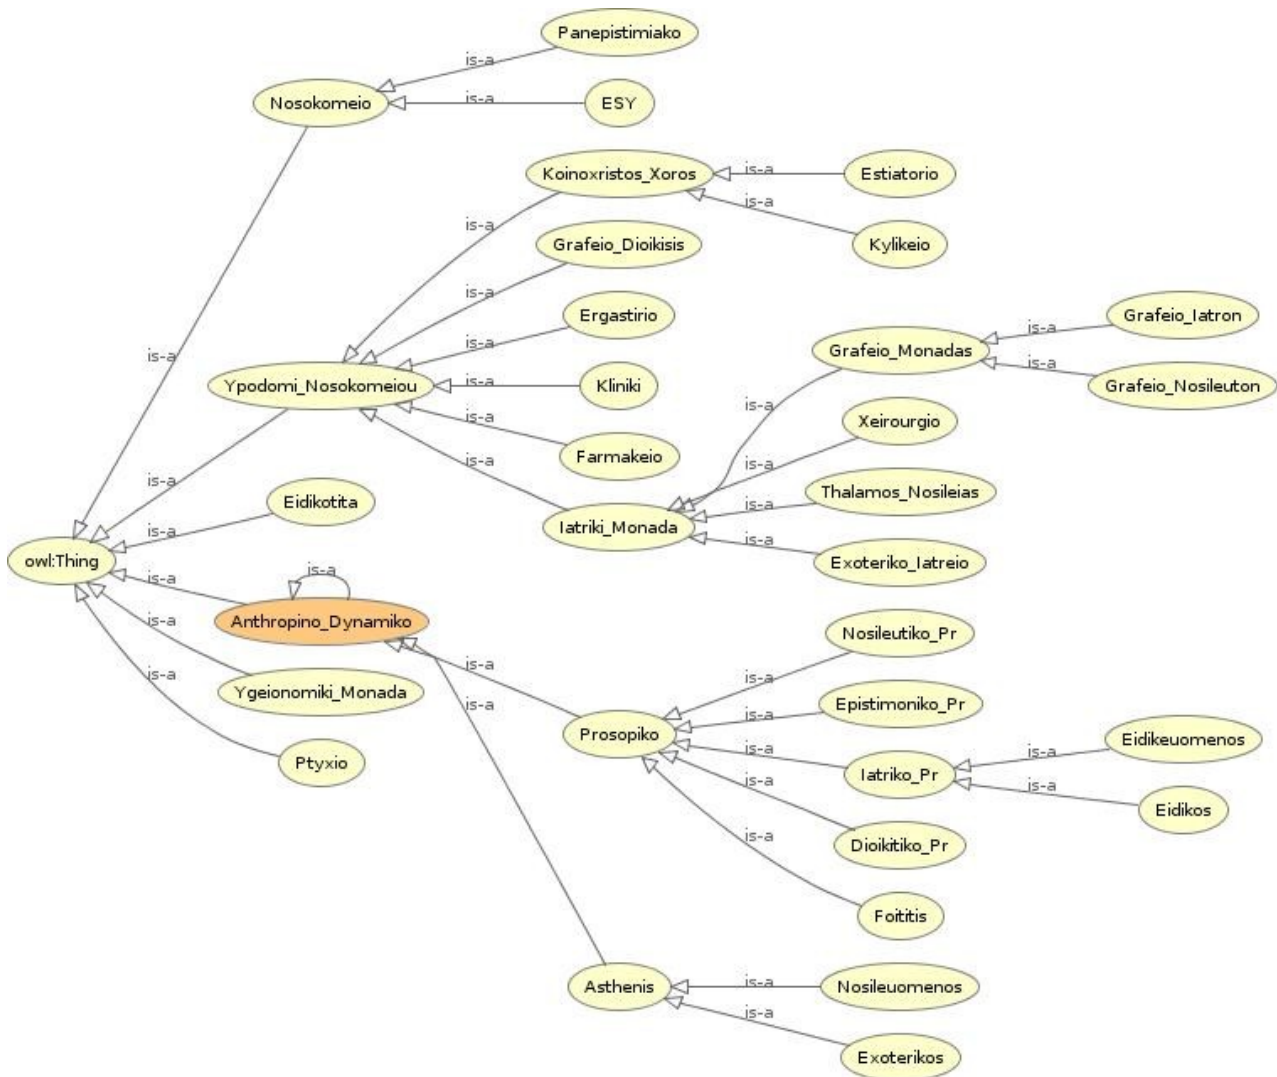 Panepistimiako
is-a
Nosokomeio
is-a
ESY
Koinoxristos_Xoros
is-a
Estiatorio
is-a
is-a
Grafeio_Dioikisis
Kylikeio
is-a
Ergastirio
Grafeio_Iatron
is-a
is-a
Grafeio_Monadas
is-a
is-a
Ypodomi_Nosokomeiou
is-a
Kliniki
Grafeio_Nosileuton
is-a
is-a
Xeirourgio
Farmakeio
is-a
is-a
is-a
Thalamos_Nosileias
Eidikotita
is-a
Iatriki_Monada
is-a
is-a
owl:Thing
Exoteriko_Iatreio
is-a
is-a
Anthropino_Dynamiko
is-a
Nosileutiko_Pr
is-a
is-a
is-a
Ygeionomiki_Monada
is-a
Epistimoniko_Pr
is-a
is-a
Prosopiko
Eidikeuomenos
is-a
is-a
Ptyxio
Iatriko_Pr
is-a
is-a
Eidikos
is-a
Dioikitiko_Pr
Foititis
Asthenis
is-a
Nosileuomenos
is-a
Exoterikos